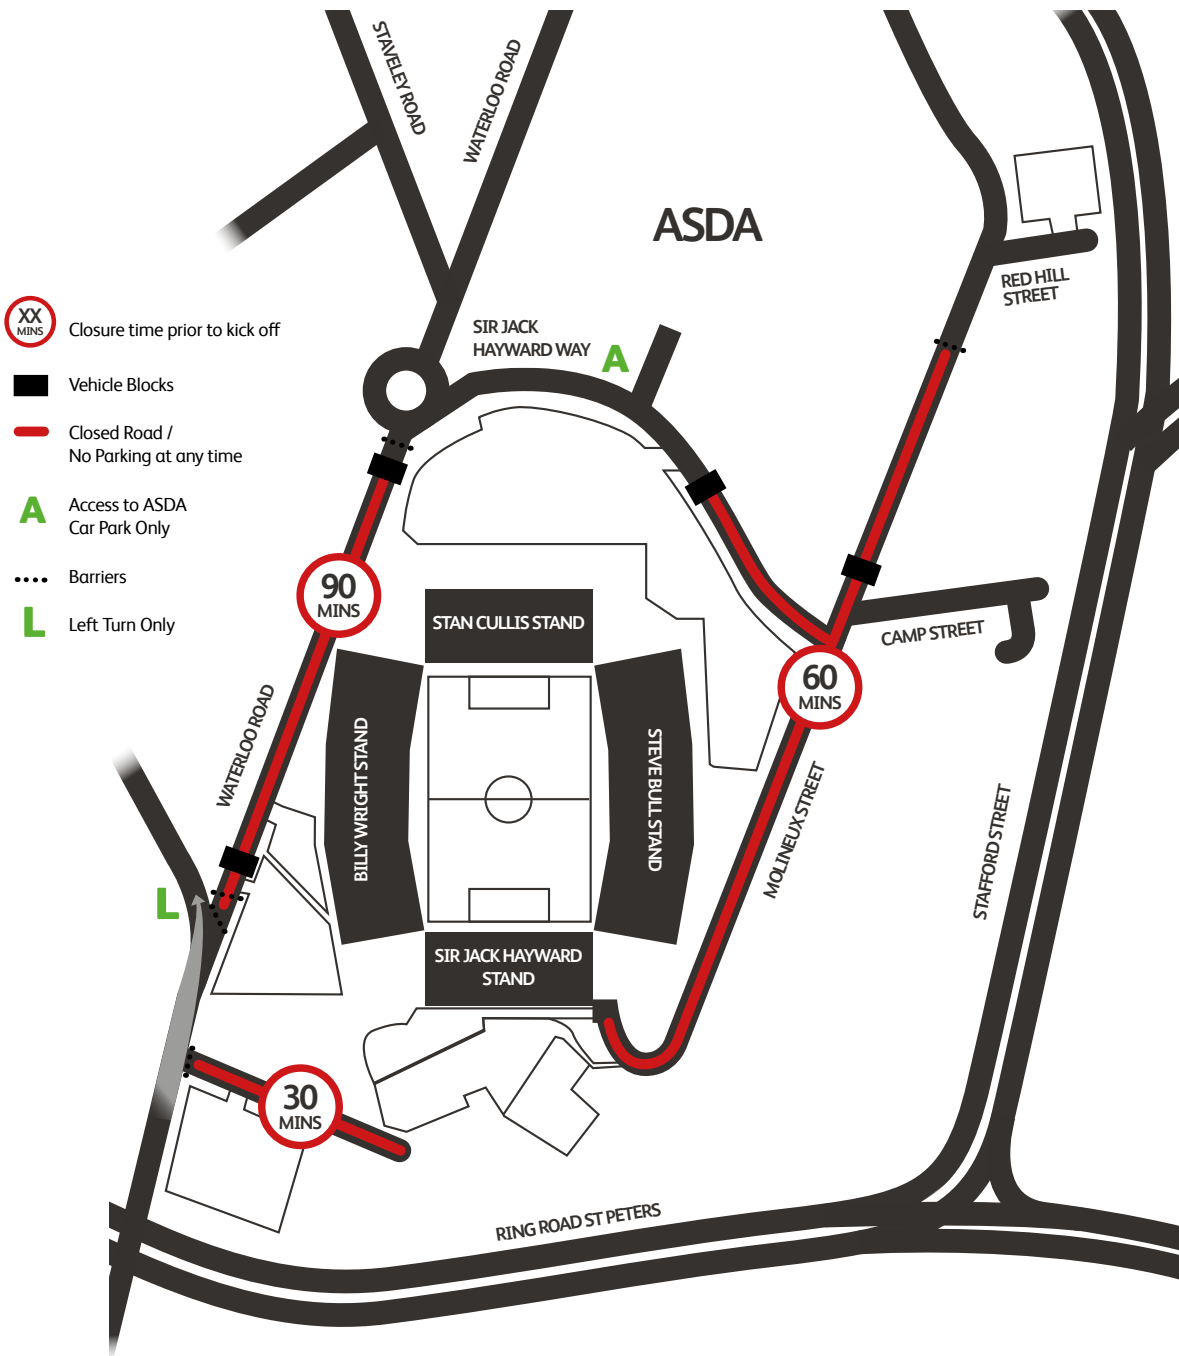 STAVELEY ROAD
WATERLOO ROAD
ASDA
RED HILL
STREET
XX
MINS
Closure time prior to kick off
SIR JACK
HAYWARD WAY
A
Vehicle Blocks
Closed Road /
No Parking at any time
A
Access to ASDA
Car Park Only
Barriers
L
Left Turn Only
90
MINS
STAN CULLIS STAND
CAMP STREET
60
MINS
WATERLOO ROAD
BILLY WRIGHT STAND
STEVE BULL STAND
MOLINEUX STREET
STAFFORD STREET
L
SIR JACK HAYWARD
STAND
30
MINS
RING ROAD ST PETERS